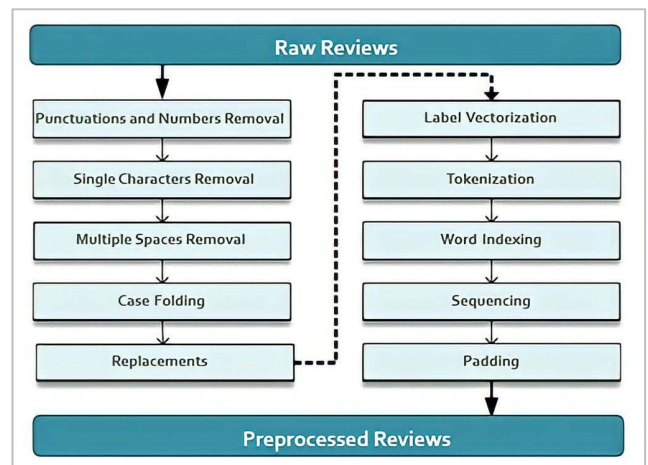 Raw Reviews
Punctuations and Numbers Removal
Single Characters Removal
Multiple Spaces Removal
Case Folding
Replacements
Label Vectorization
Tokenization
Word Indexing
Sequencing
Padding
Preprocessed Reviews